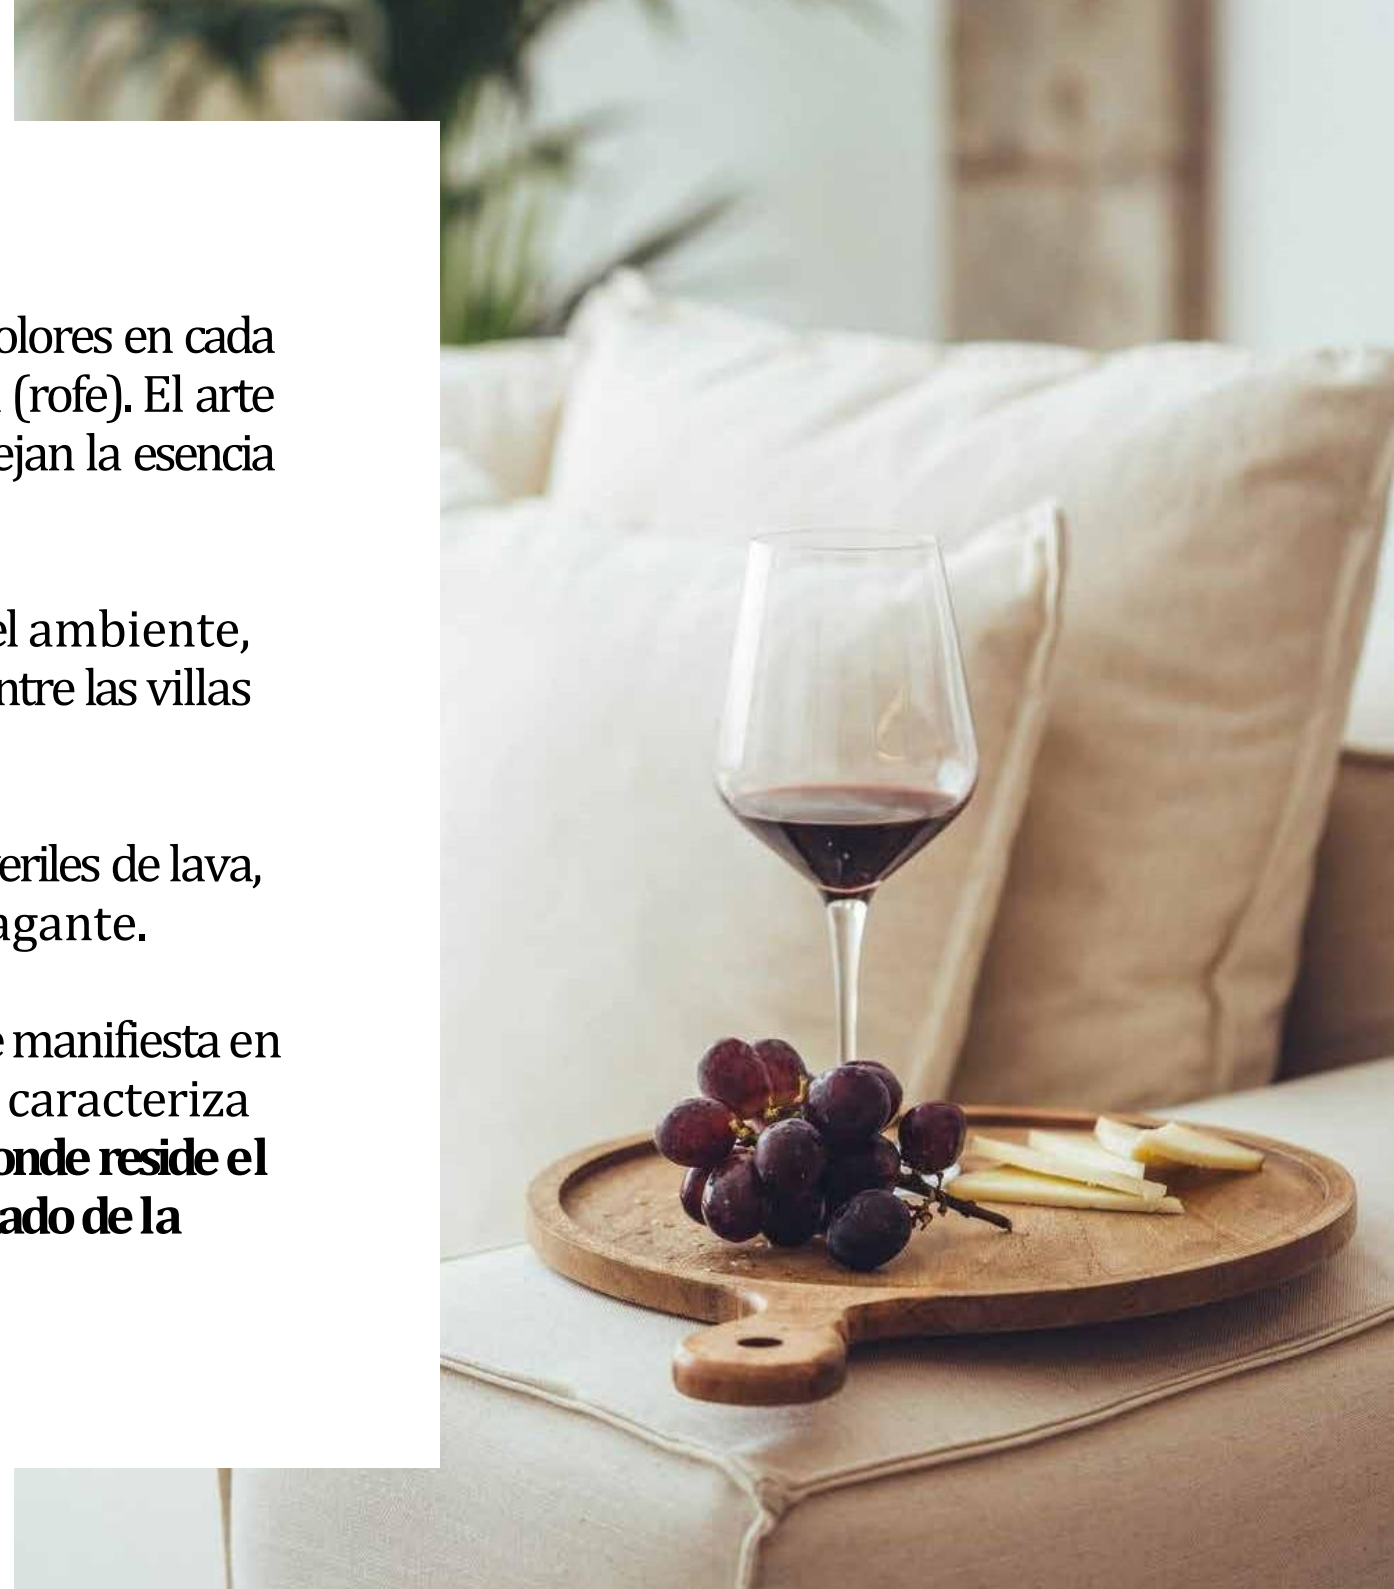 olores en cada
(rofe). El arte
ejan la esencia
el ambiente,
ntre las villas
eriles de lava,
agante.
manifiesta en
caracteriza
onde reside el
ado de la